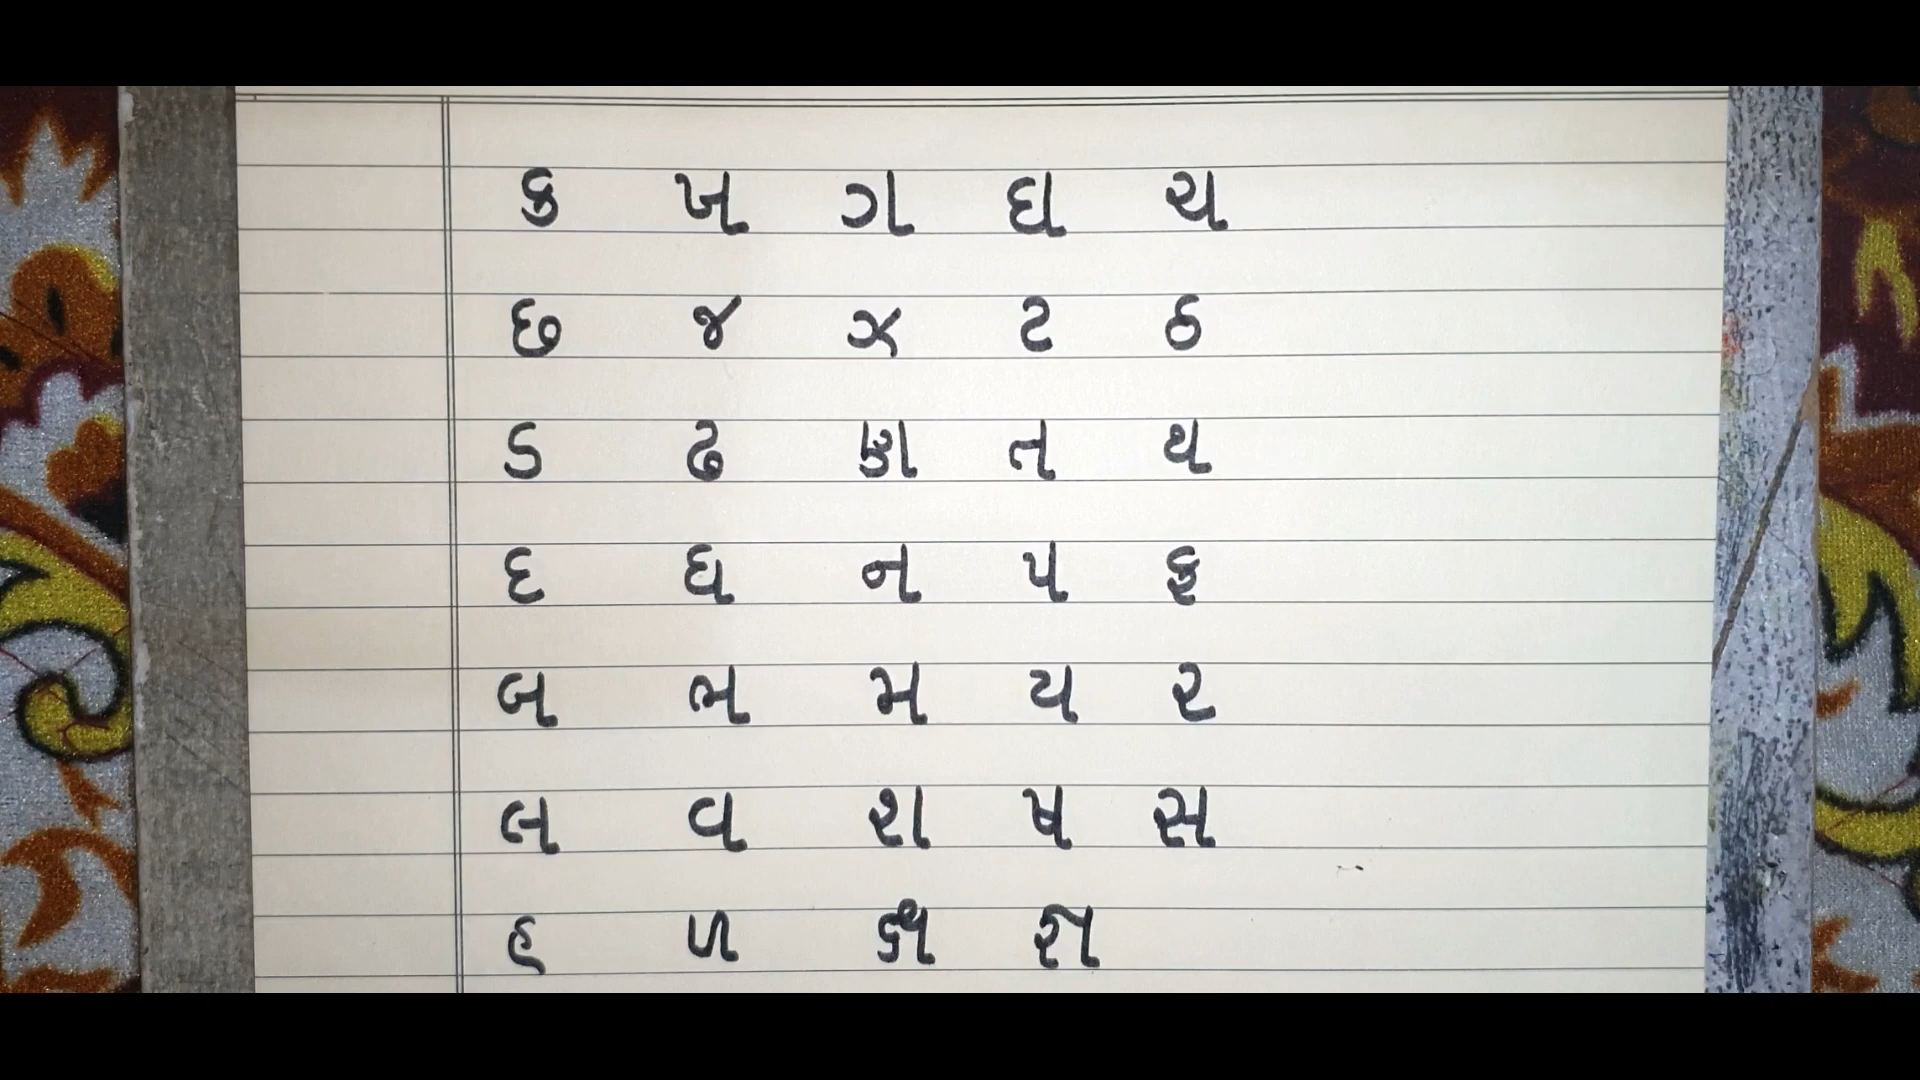 ક ખ ગ ઘ ચ
છ જ ઝ ટ ઠ
ડ ઢ ણ ત થ
દ ધ ન પ ફ
બ ભ મ ય ર
લ વ શ ષ સ
હ ળ ક્ષ જ્ઞ